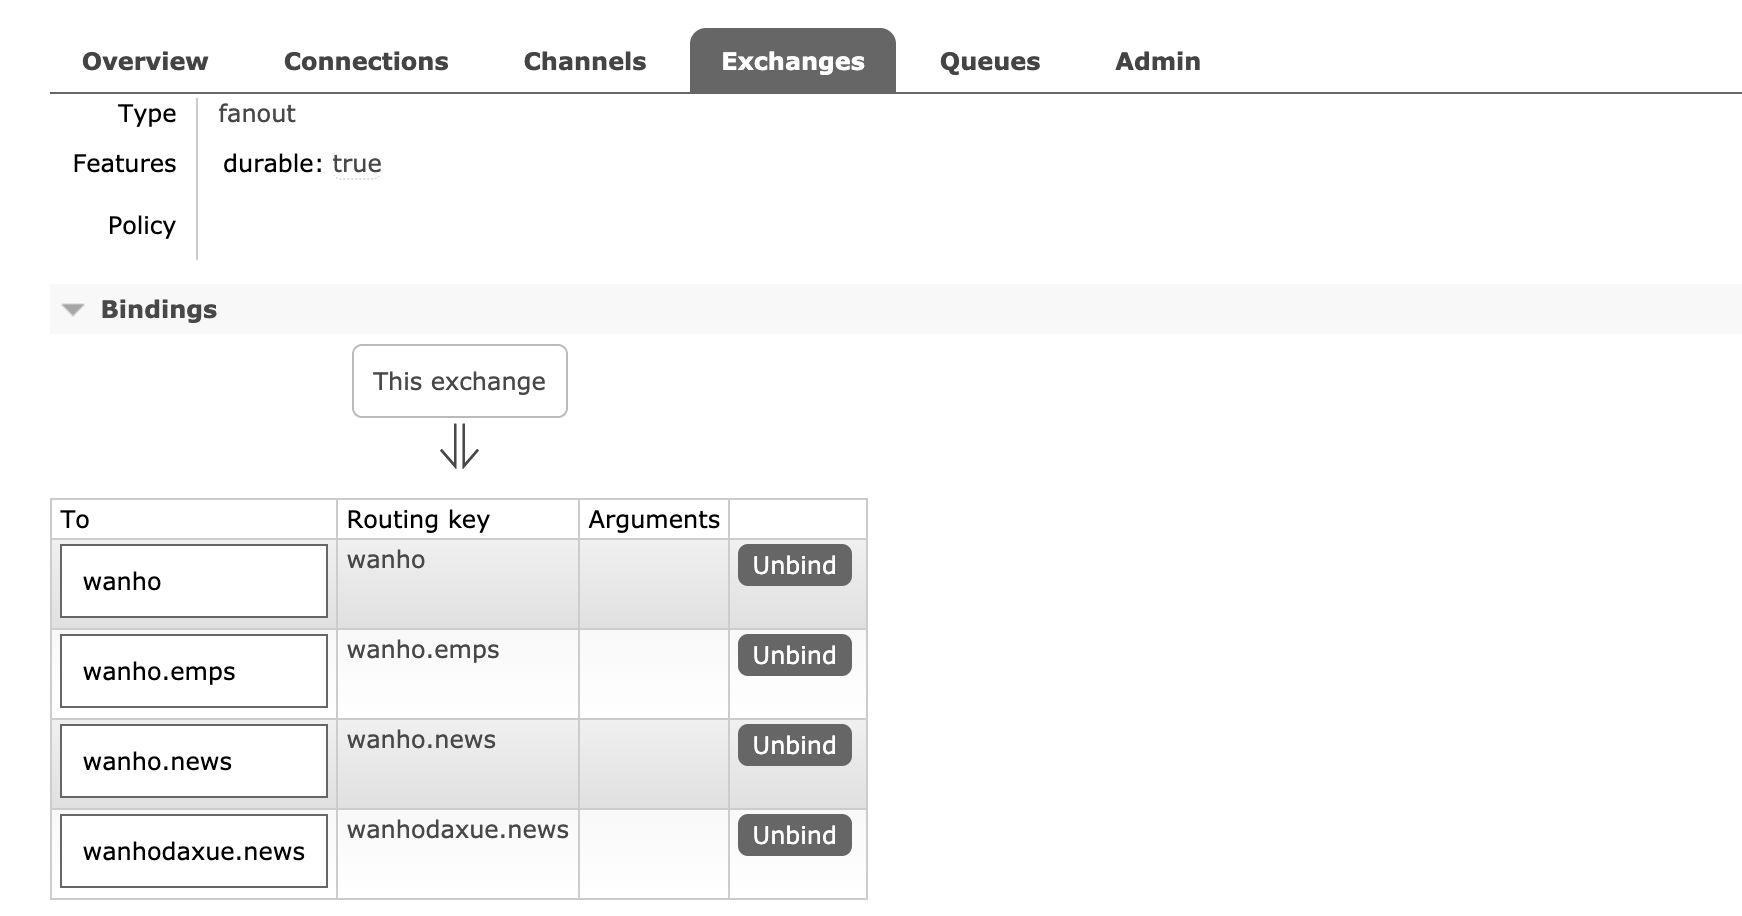 Overview Connections Channels Exchanges Queues Admin
Type fanout
Features durable: true
Policy
Bindings
This exchange
To Routing key Arguments
wanho wanho Unbind
wanho.emps wanho.emps Unbind
wanho.news wanho.news Unbind
wanhodaxue.news wanhodaxue.news Unbind